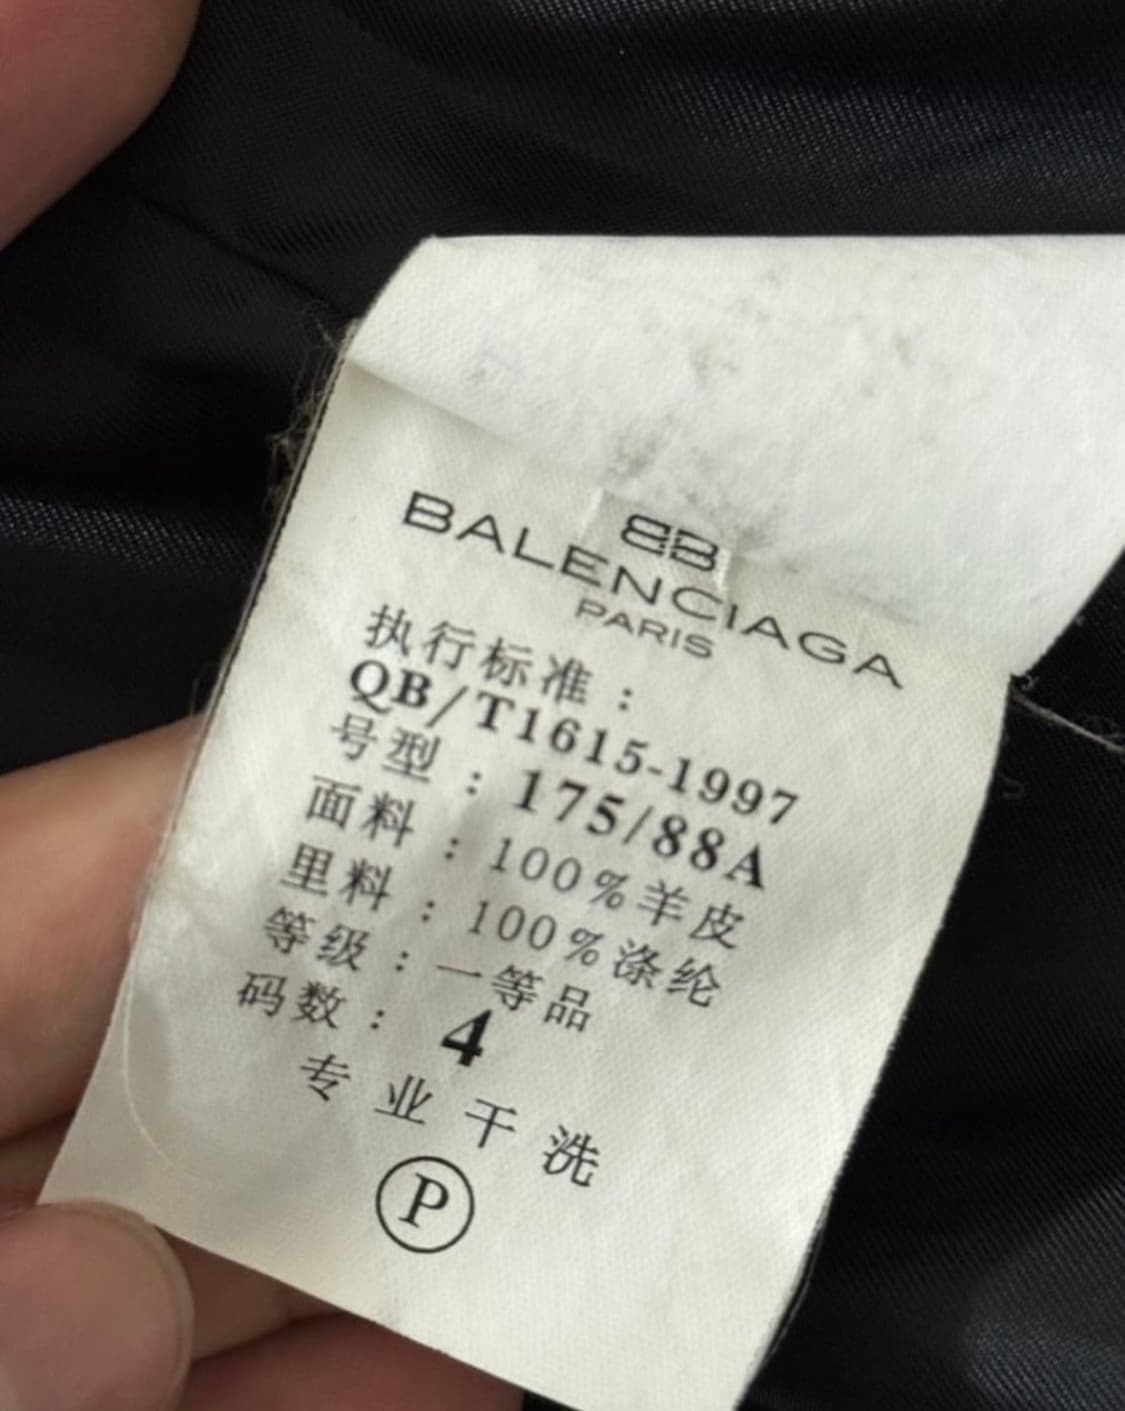 BB
BALENCIAGA
PARIS
执行标准：
QB/T1615-1997
号型：175/88A
面料：100%羊皮
里料：100%涤纶
等级：一等品
码数：4
专业干洗
P